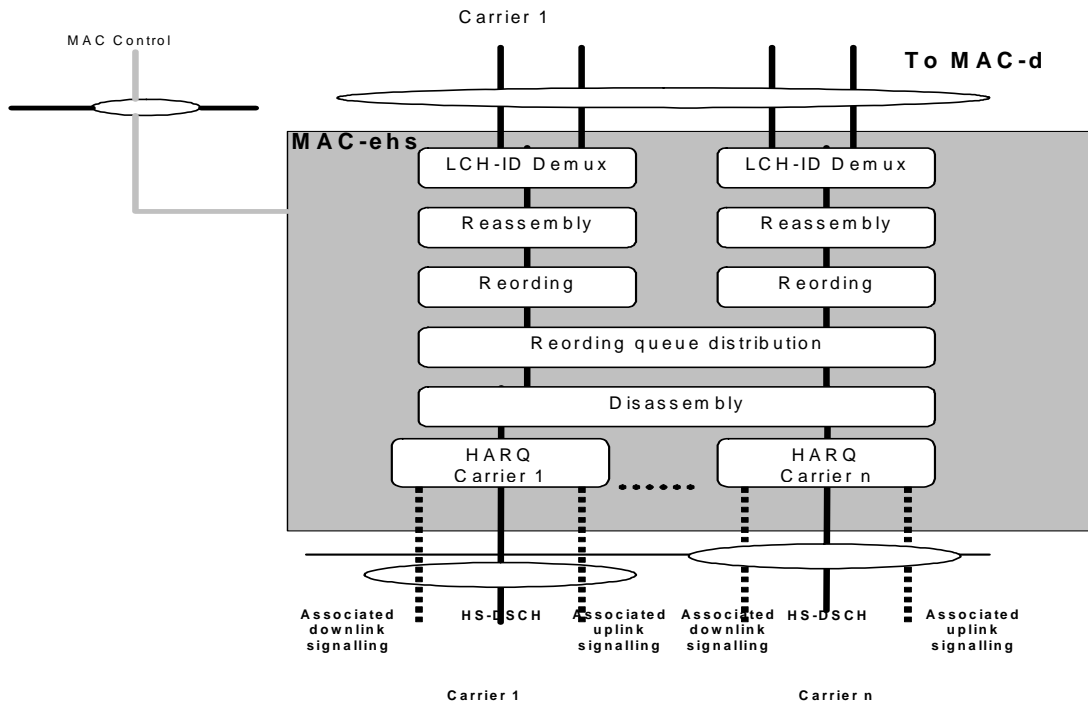 Carrier 1
MAC Control
To MAC-d
MAC-ehs
LCH-ID Demux
LCH-ID Demux
Reassembly
Reassembly
Reording
Reording
Reording queue distribution
Disassembly
HARQ
Carrier 1
HARQ
Carrier n
Associated
downlink
signalling
HS-DSCH
Associated
uplink
signalling
Associated
downlink
signalling
HS-DSCH
Associated
uplink
signalling
Carrier 1
Carrier n